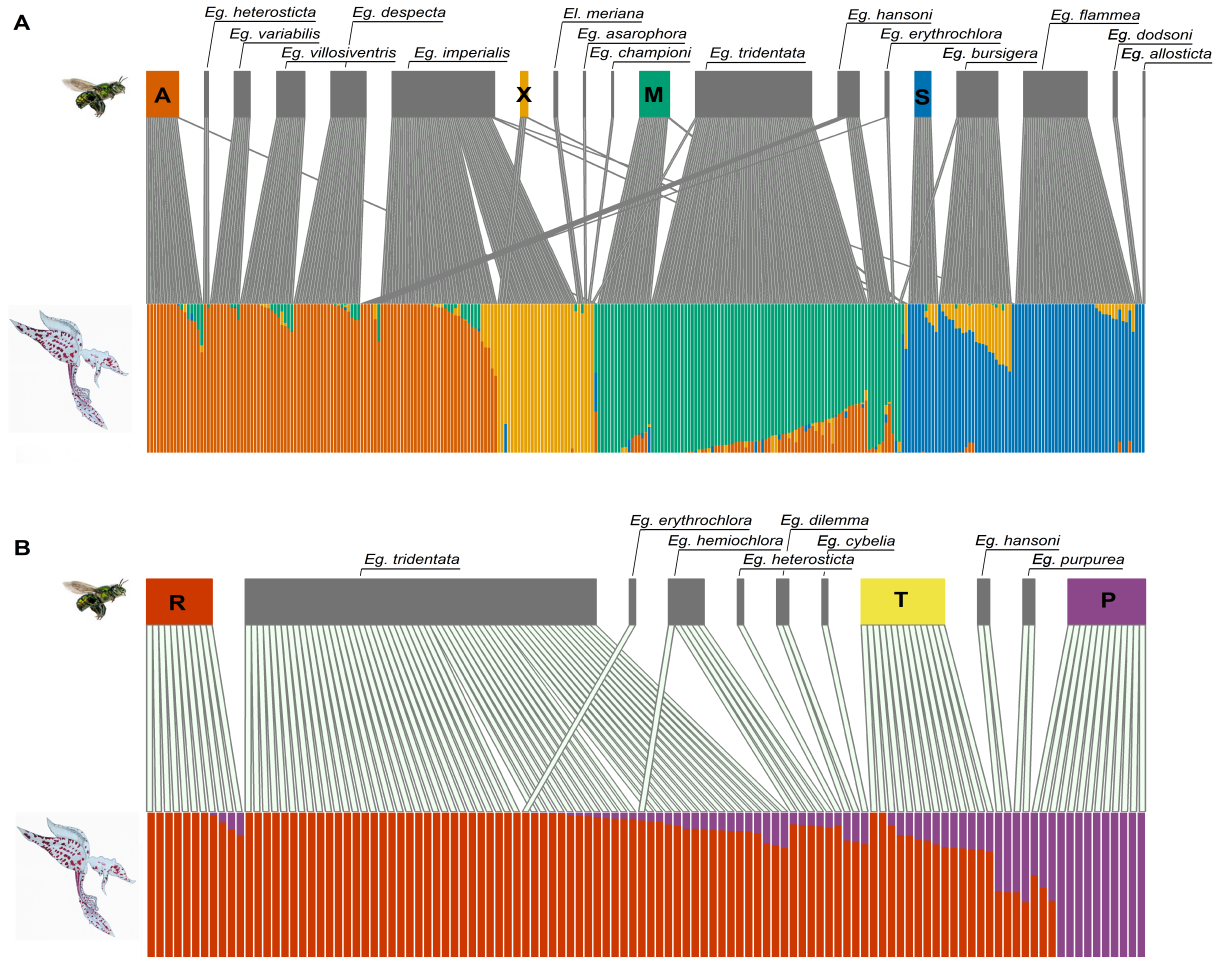 A
Eg. heterosticta
Eg. despecta
El. meriana
Eg. hansoni
Eg. flammea
Eg. variabilis
Eg. asarophora
Eg. erythrochlora
Eg. dodsoni
Eg. villosiventris
Eg. imperialis
Eg. championi
Eg. tridentata
Eg. bursigera
Eg. allosticta
A
X
M
S
B
Eg. erythrochlora
Eg. dilemma
Eg. hemiochlora
Eg. cybelia
Eg. hansoni
Eg. tridentata
Eg. heterosticta
Eg. purpurea
R
T
P